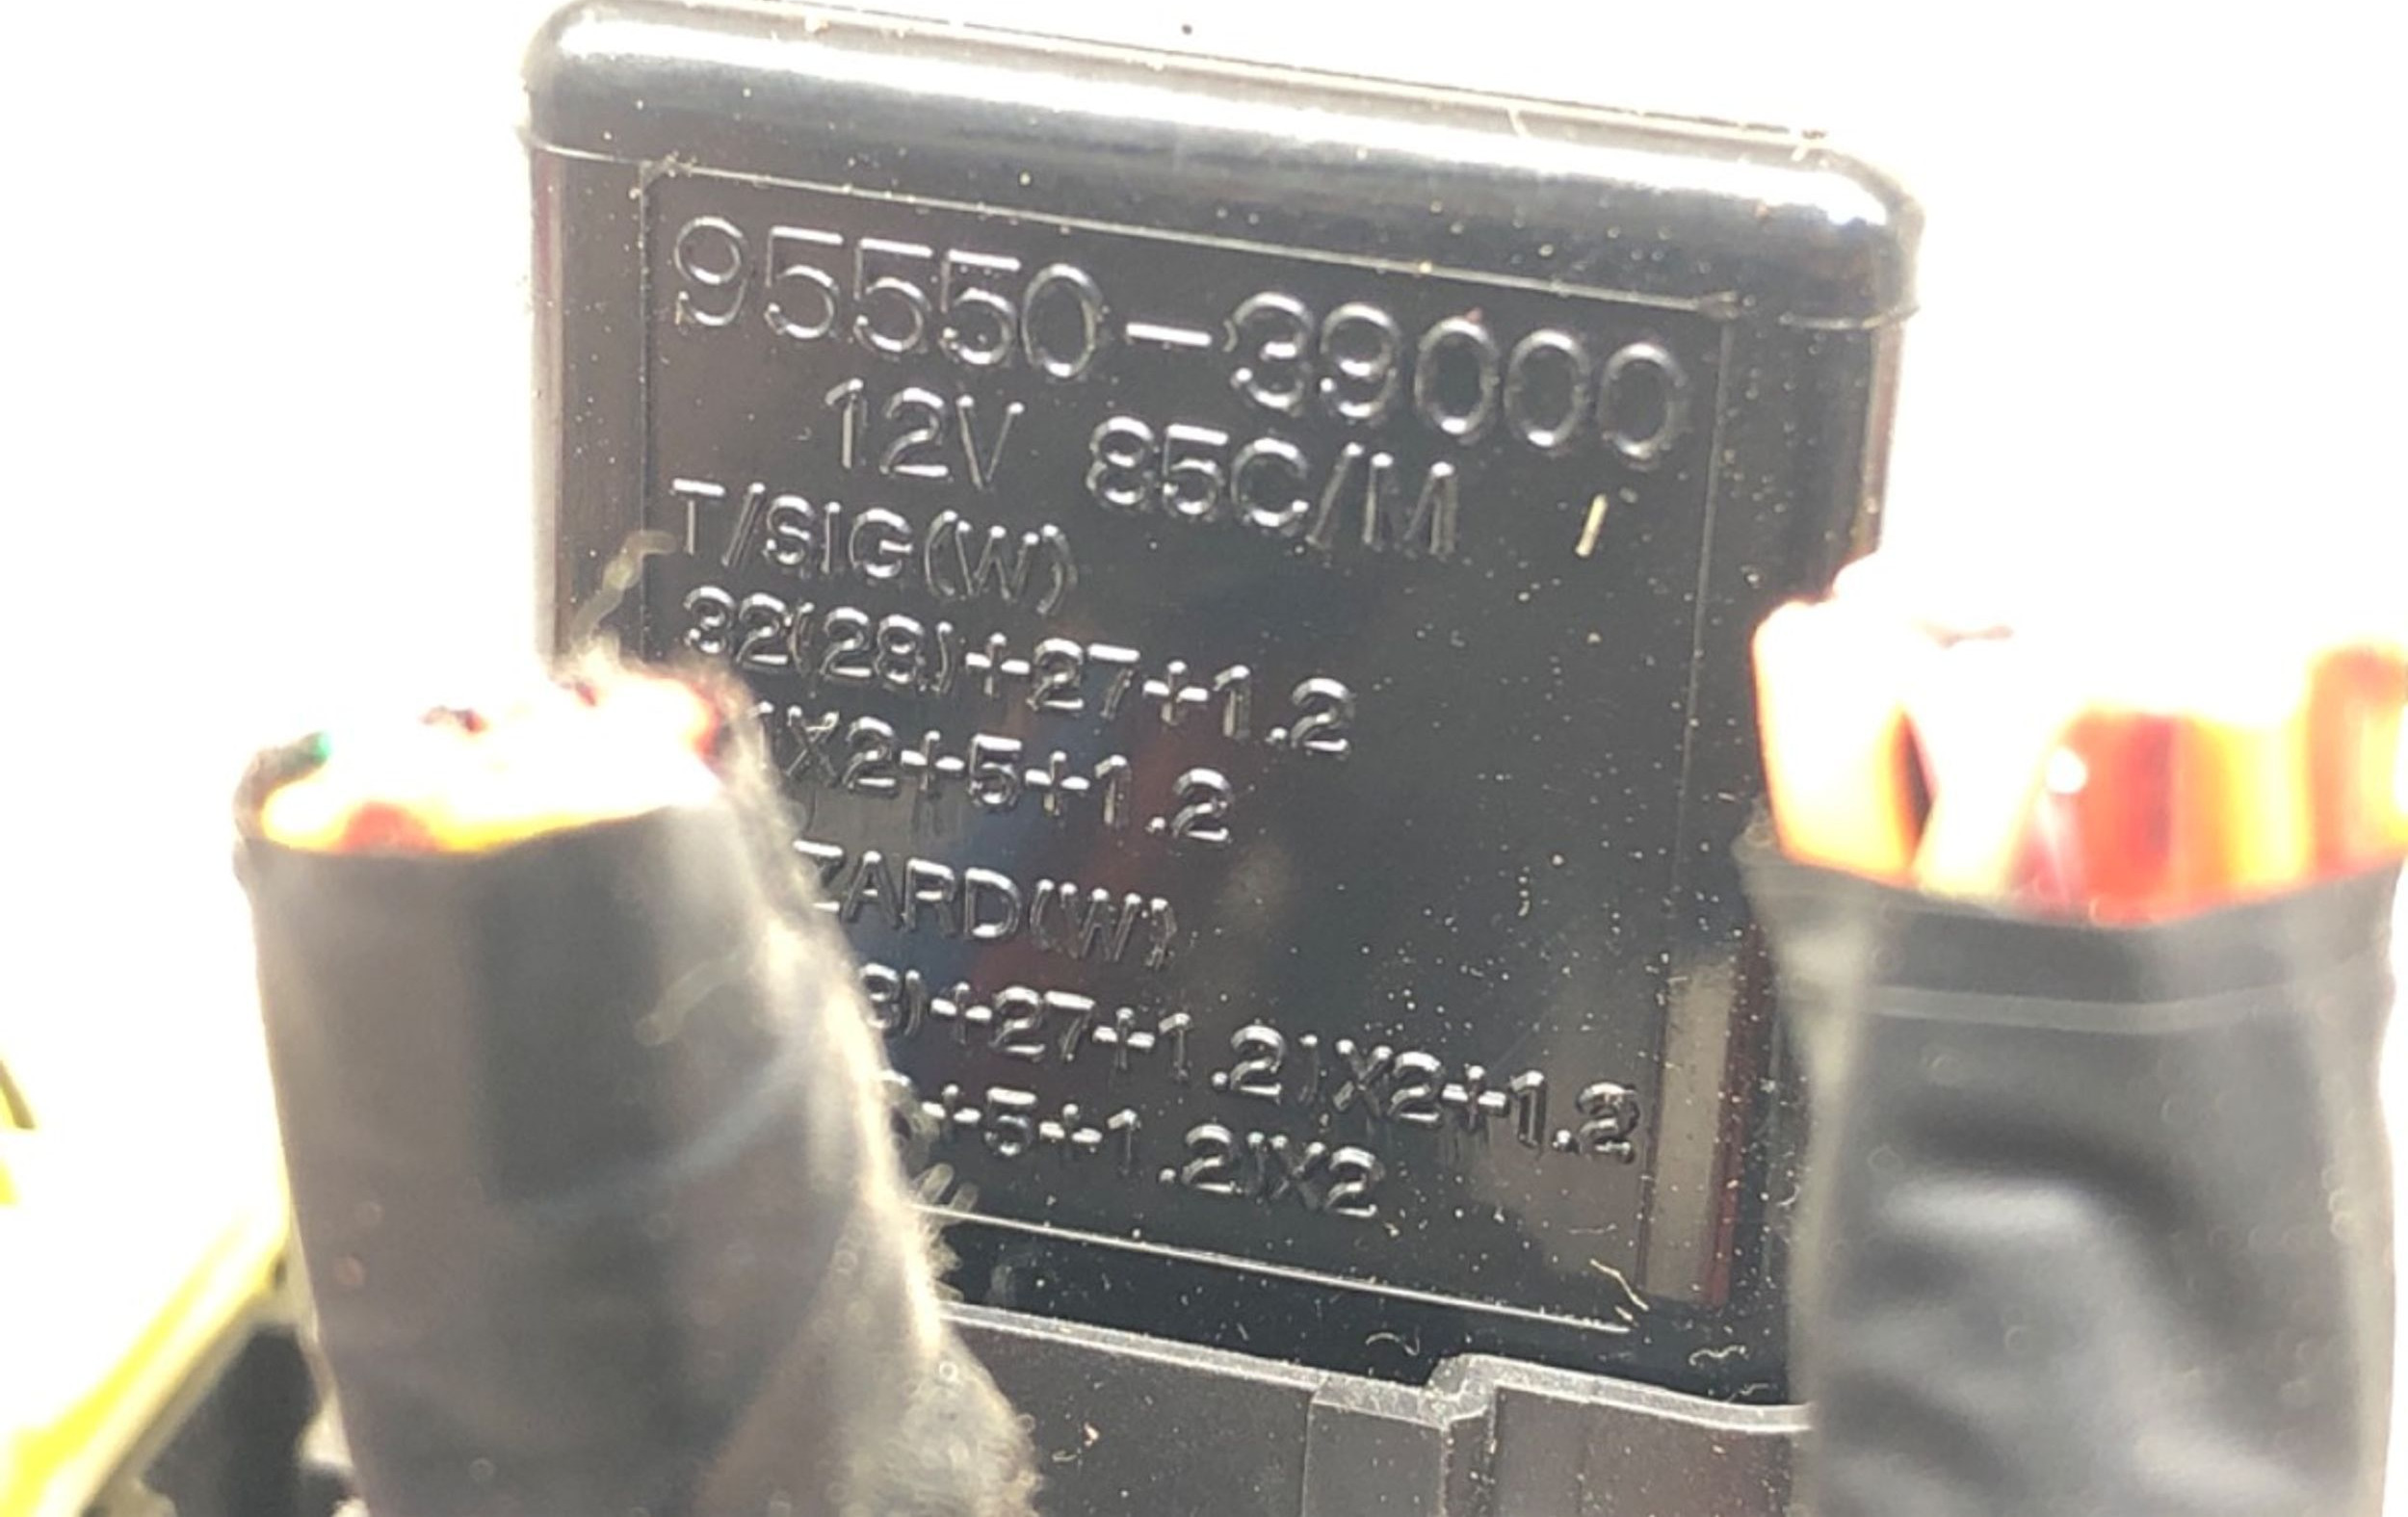 95550-39000
12V 85C/M
T/SIG(W)
32(28)+27+1.2
X2+5+1.2
ZARD(W)
8)+27+1.2)X2+1.2
+5+1.2)X2